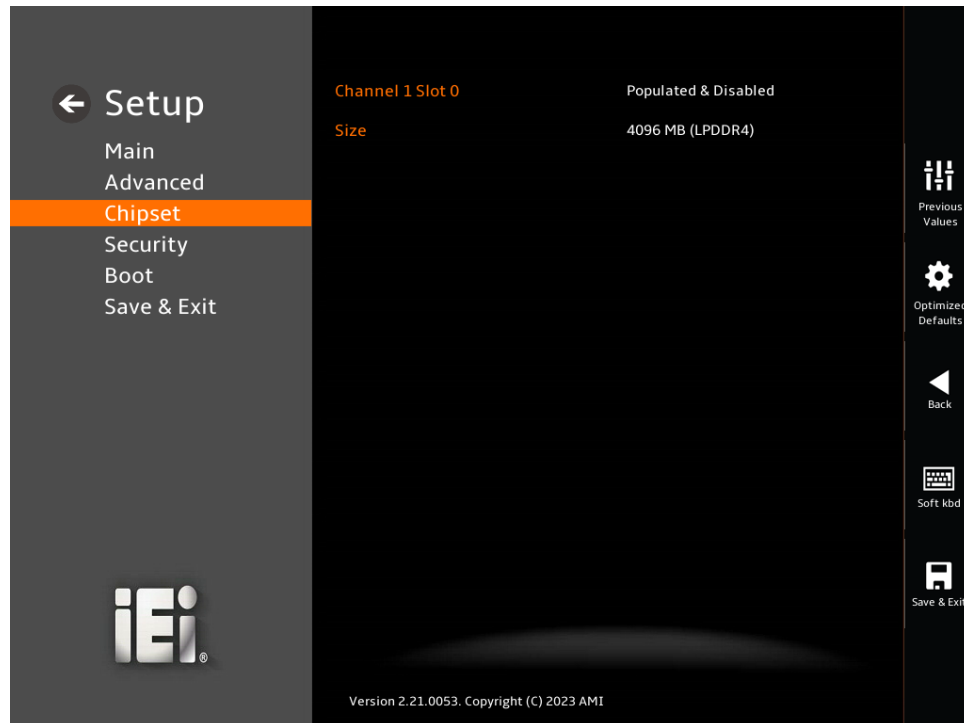 Setup
Main
Advanced
Chipset
Security
Boot
Save & Exit
Channel 1 Slot 0 Populated & Disabled
Size 4096 MB (LPDDR4)
Previous
Values
Optimized
Defaults
Back
Soft kbd
Save & Exit
iEi®
Version 2.21.0053. Copyright (C) 2023 AMI